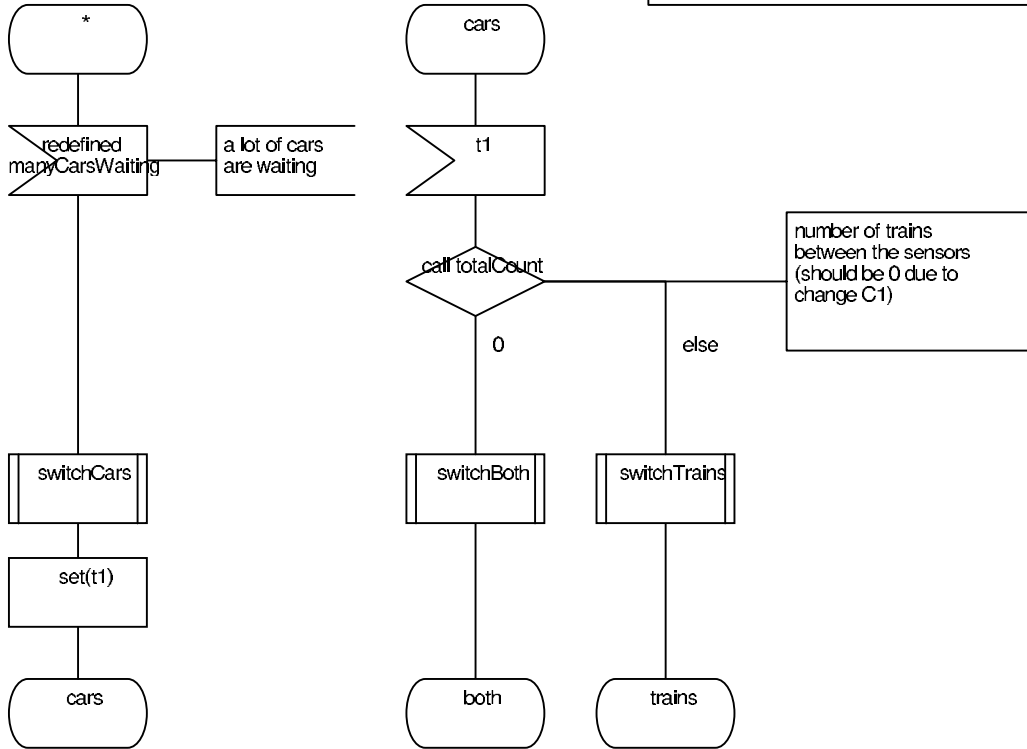 *
redefined
manyCarsWaiting
a lot of cars
are waiting
switchCars
set(t1)
cars
cars
t1
call totalCount
number of trains
between the sensors
(should be 0 due to
change C1)
0
else
switchBoth
switchTrains
both
trains